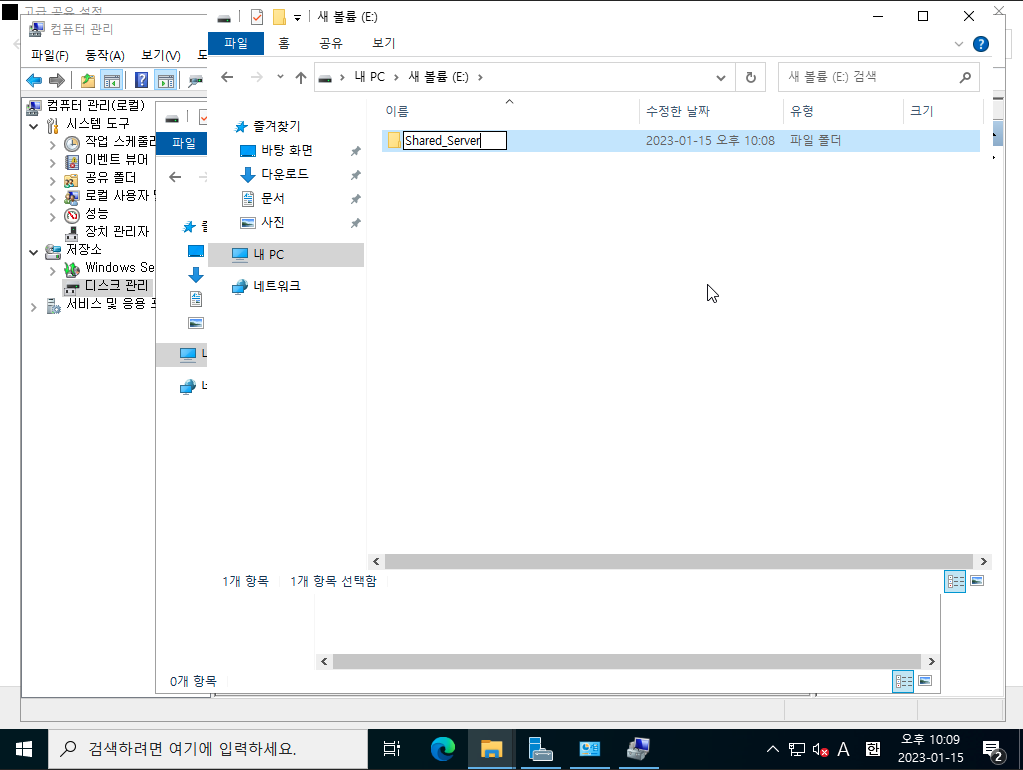 고급 공유 설정
컴퓨터 관리
파일(F) 동작(A) 보기(V)
컴퓨터 관리(로컬)
시스템 도구
작업 스케줄러
이벤트 뷰어
공유 폴더
로컬 사용자
성능
장치 관리자
저장소
Windows Se
디스크 관리
서비스 및 응용
파일
0개 항목
새 볼륨 (E:)
파일 홈 공유 보기
내 PC 새 볼륨 (E:)
새 볼륨 (E:) 검색
즐겨찾기
바탕 화면
다운로드
문서
사진
내 PC
네트워크
이름 수정한 날짜 유형 크기
Shared_Server 2023-01-15 오후 10:08 파일 폴더
1개 항목 1개 항목 선택함
검색하려면 여기에 입력하세요.
A 한
오후 10:09
2023-01-15
2